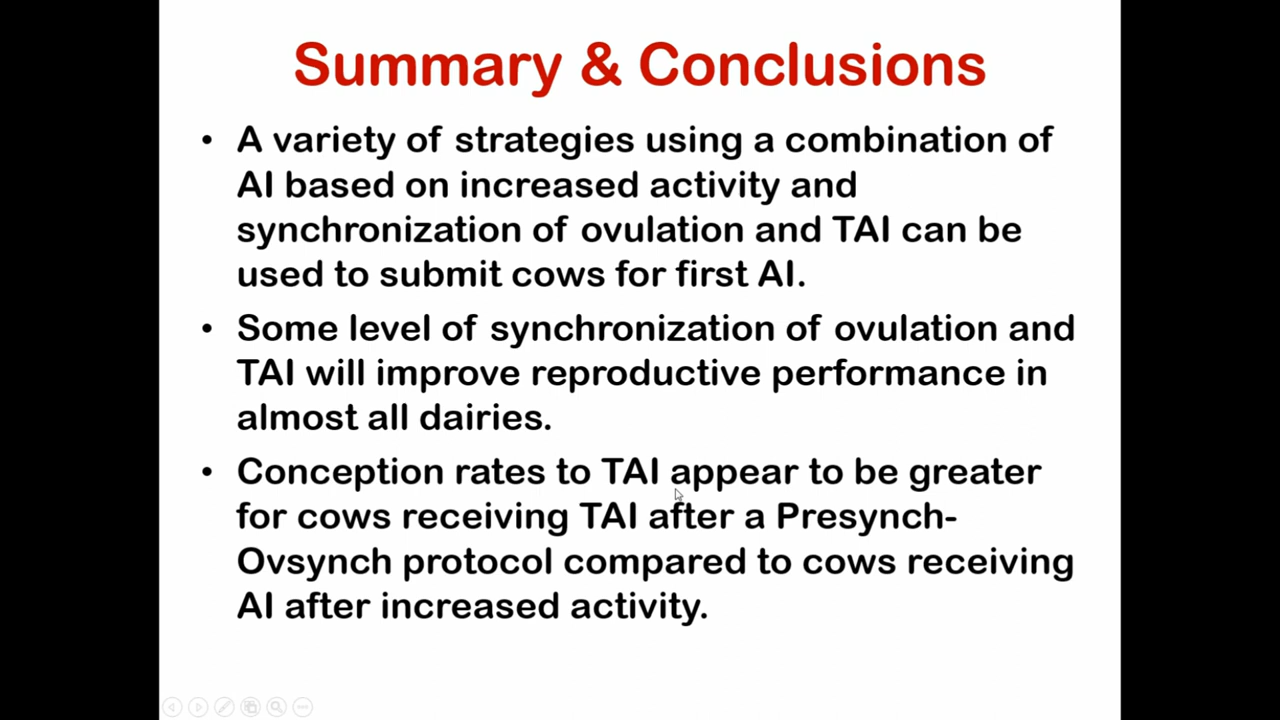 Summary & Conclusions
• A variety of strategies using a combination of
AI based on increased activity and
synchronization of ovulation and TAI can be
used to submit cows for first AI.
• Some level of synchronization of ovulation and
TAI will improve reproductive performance in
almost all dairies.
• Conception rates to TAI appear to be greater
for cows receiving TAI after a Presynch-
Ovsynch protocol compared to cows receiving
AI after increased activity.